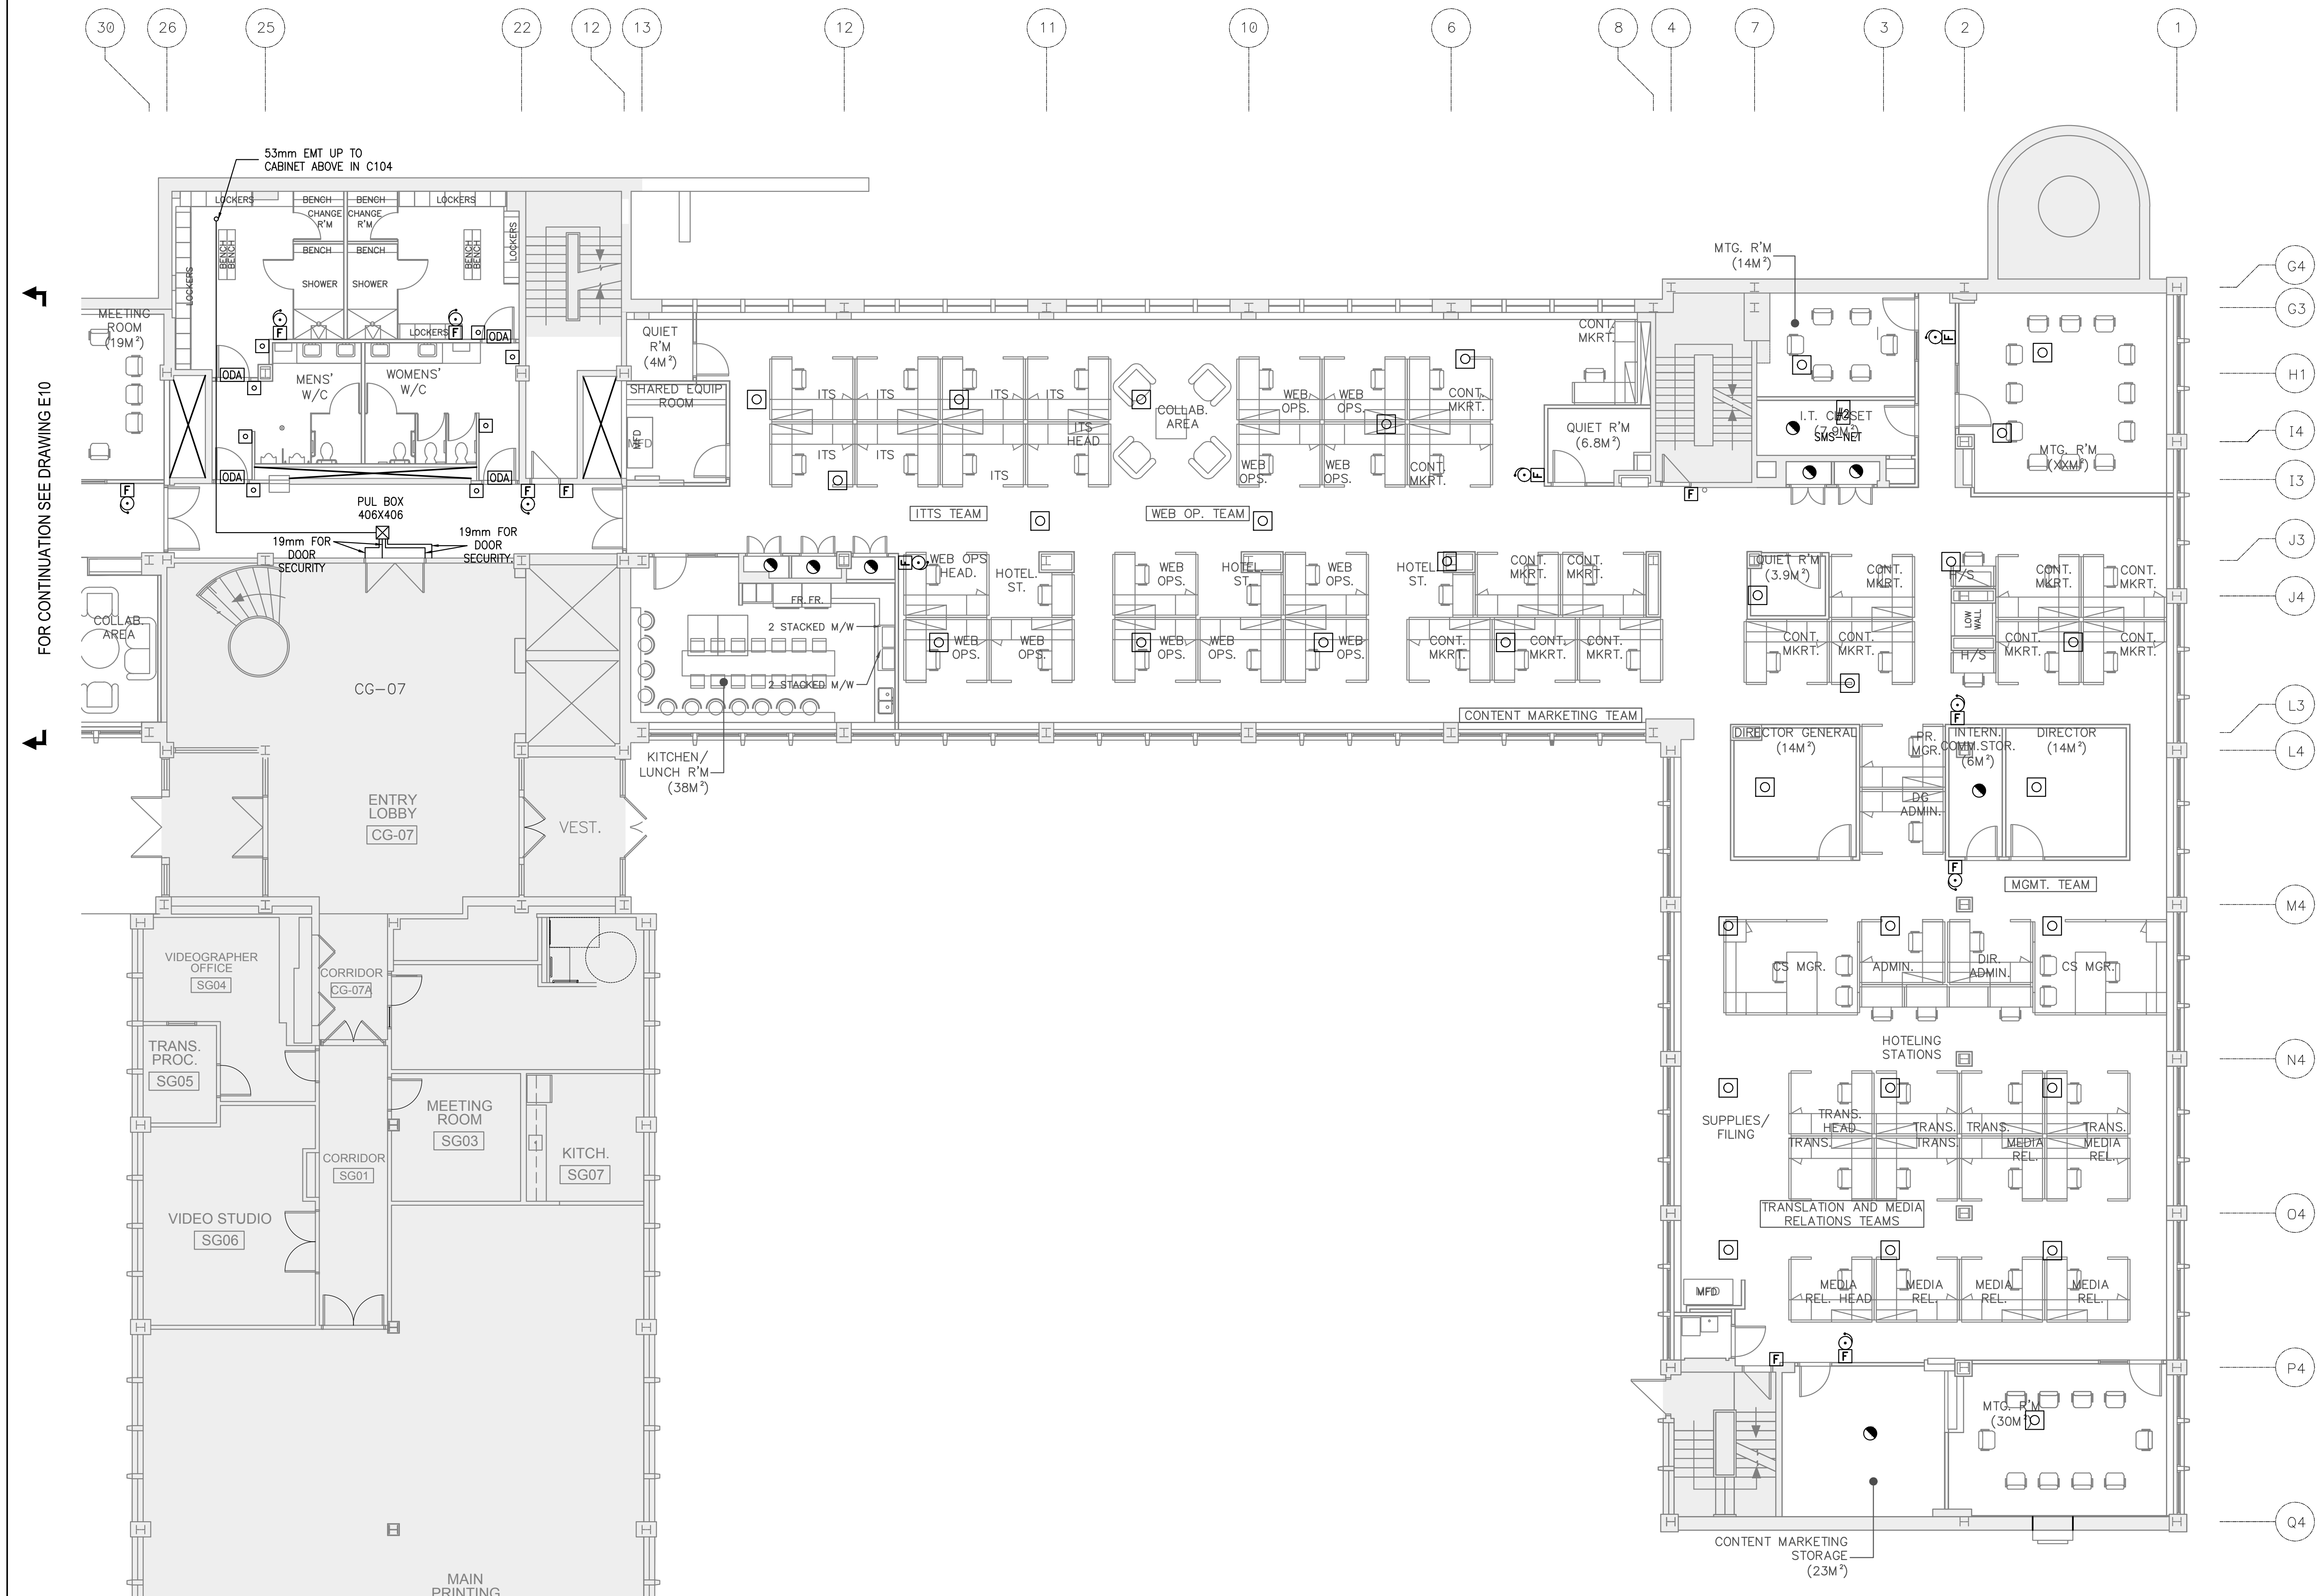 30
26
25
22
12
13
12
11
10
6
8
4
7
3
2
1
G4
G3
H1
I4
I3
J3
J4
L3
L4
M4
N4
O4
P4
Q4
FOR CONTINUATION SEE DRAWING E10
53mm EMT UP TO
CABINET ABOVE IN C104
LOCKERS
BENCH
BENCH
LOCKERS
CHANGE
R'M
CHANGE
R'M
BENCH
BENCH
BENCH
BENCH
BENCH
BENCH
LOCKERS
LOCKERS
SHOWER
SHOWER
LOCKERS
F
F
ODA
ODA
MEETING
ROOM
(19M²)
MENS'
W/C
WOMENS'
W/C
ODA
ODA
F
F
F
PUL BOX
406X406
19mm FOR
DOOR
SECURITY
19mm FOR
DOOR
SECURITY.
COLLAB.
AREA
CG-07
ENTRY
LOBBY
CG-07
VEST.
QUIET
R'M
(4M²)
SHARED EQUIP
ROOM
MFD
MFD
ITS
ITS
ITS
ITS
ITS
ITS
ITS
ITS
HEAD
COLLAB.
AREA
WEB
OPS.
WEB
OPS.
CONT.
MKRT.
WEB
OPS.
WEB
OPS.
CONT.
MKRT.
CONT.
MKRT.
QUIET R'M
(6.8M²)
F
ITTS TEAM
WEB OP. TEAM
MTG. R'M
(14M²)
I.T. CLOSET
(7.9M²)
#2
SMS-NET
F
F
MTG. R'M
(XXM²)
F
WEB OPS
HEAD.
HOTEL.
ST.
WEB
OPS.
HOTEL.
ST.
WEB
OPS.
HOTEL.
ST.
CONT.
MKRT.
CONT.
MKRT.
FR.
FR.
2 STACKED M/W
2 STACKED M/W
WEB
OPS.
WEB
OPS.
WEB
OPS.
WEB
OPS.
WEB
OPS.
CONT.
MKRT.
CONT.
MKRT.
CONT.
MKRT.
CONTENT MARKETING TEAM
KITCHEN/
LUNCH R'M
(38M²)
QUIET R'M
(3.9M²)
CONT.
MKRT.
H/S
LOW
WALL
H/S
CONT.
MKRT.
CONT.
MKRT.
CONT.
MKRT.
CONT.
MKRT.
CONT.
MKRT.
CONT.
MKRT.
F
DIRECTOR GENERAL
(14M²)
PR.
MGR.
INTERN.
COMM.STOR.
(6M²)
DIRECTOR
(14M²)
DG
ADMIN.
F
MGMT. TEAM
CS MGR.
ADMIN.
DIR.
ADMIN.
CS MGR.
HOTELING
STATIONS
SUPPLIES/
FILING
TRANS.
HEAD
TRANS.
TRANS.
TRANS.
TRANS.
TRANS.
MEDIA
REL.
MEDIA
REL.
TRANSLATION AND MEDIA
RELATIONS TEAMS
MEDIA
REL. HEAD
MEDIA
REL.
MEDIA
REL.
MEDIA
REL.
MFD
MFD
F
F
MTG. R'M
(30M²)
CONTENT MARKETING
STORAGE
(23M²)
VIDEOGRAPHER
OFFICE
SG04
CORRIDOR
CG-07A
TRANS.
PROC.
SG05
MEETING
ROOM
SG03
KITCH.
SG07
CORRIDOR
SG01
VIDEO STUDIO
SG06
MAIN
PRINTING